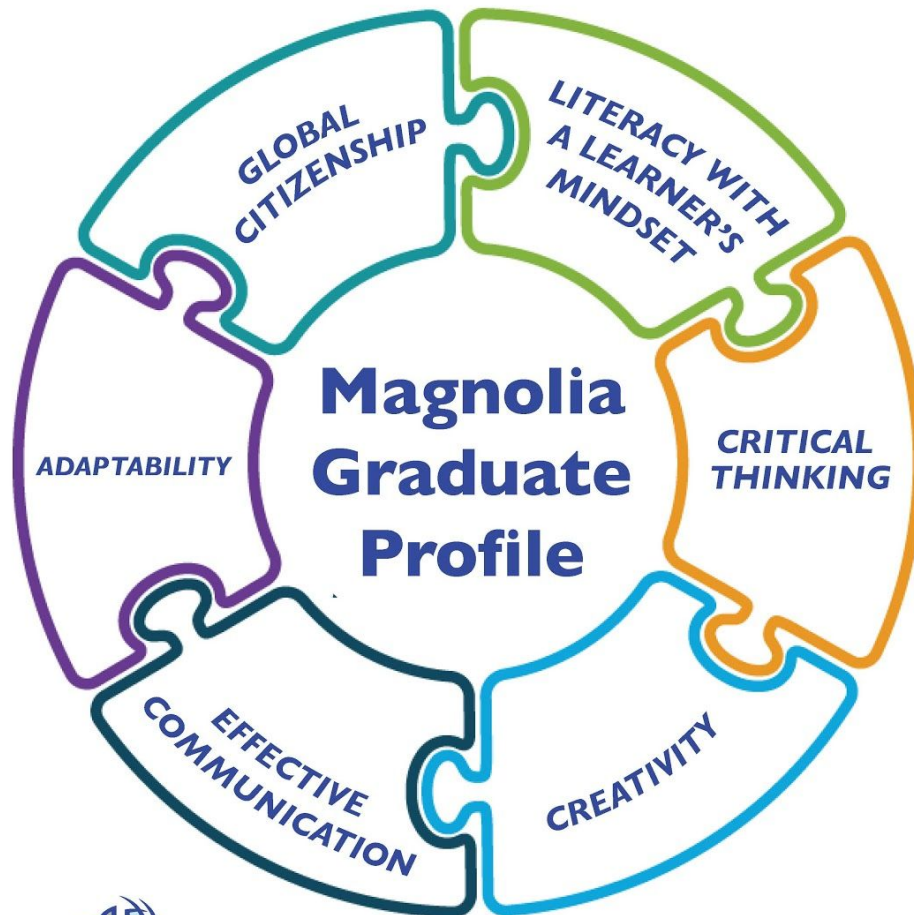 GLOBAL
CITIZENSHIP
LITERACY WITH
A LEARNER'S
MINDSET
Magnolia
Graduate
Profile
ADAPTABILITY
CRITICAL
THINKING
EFFECTIVE
COMMUNICATION
CREATIVITY